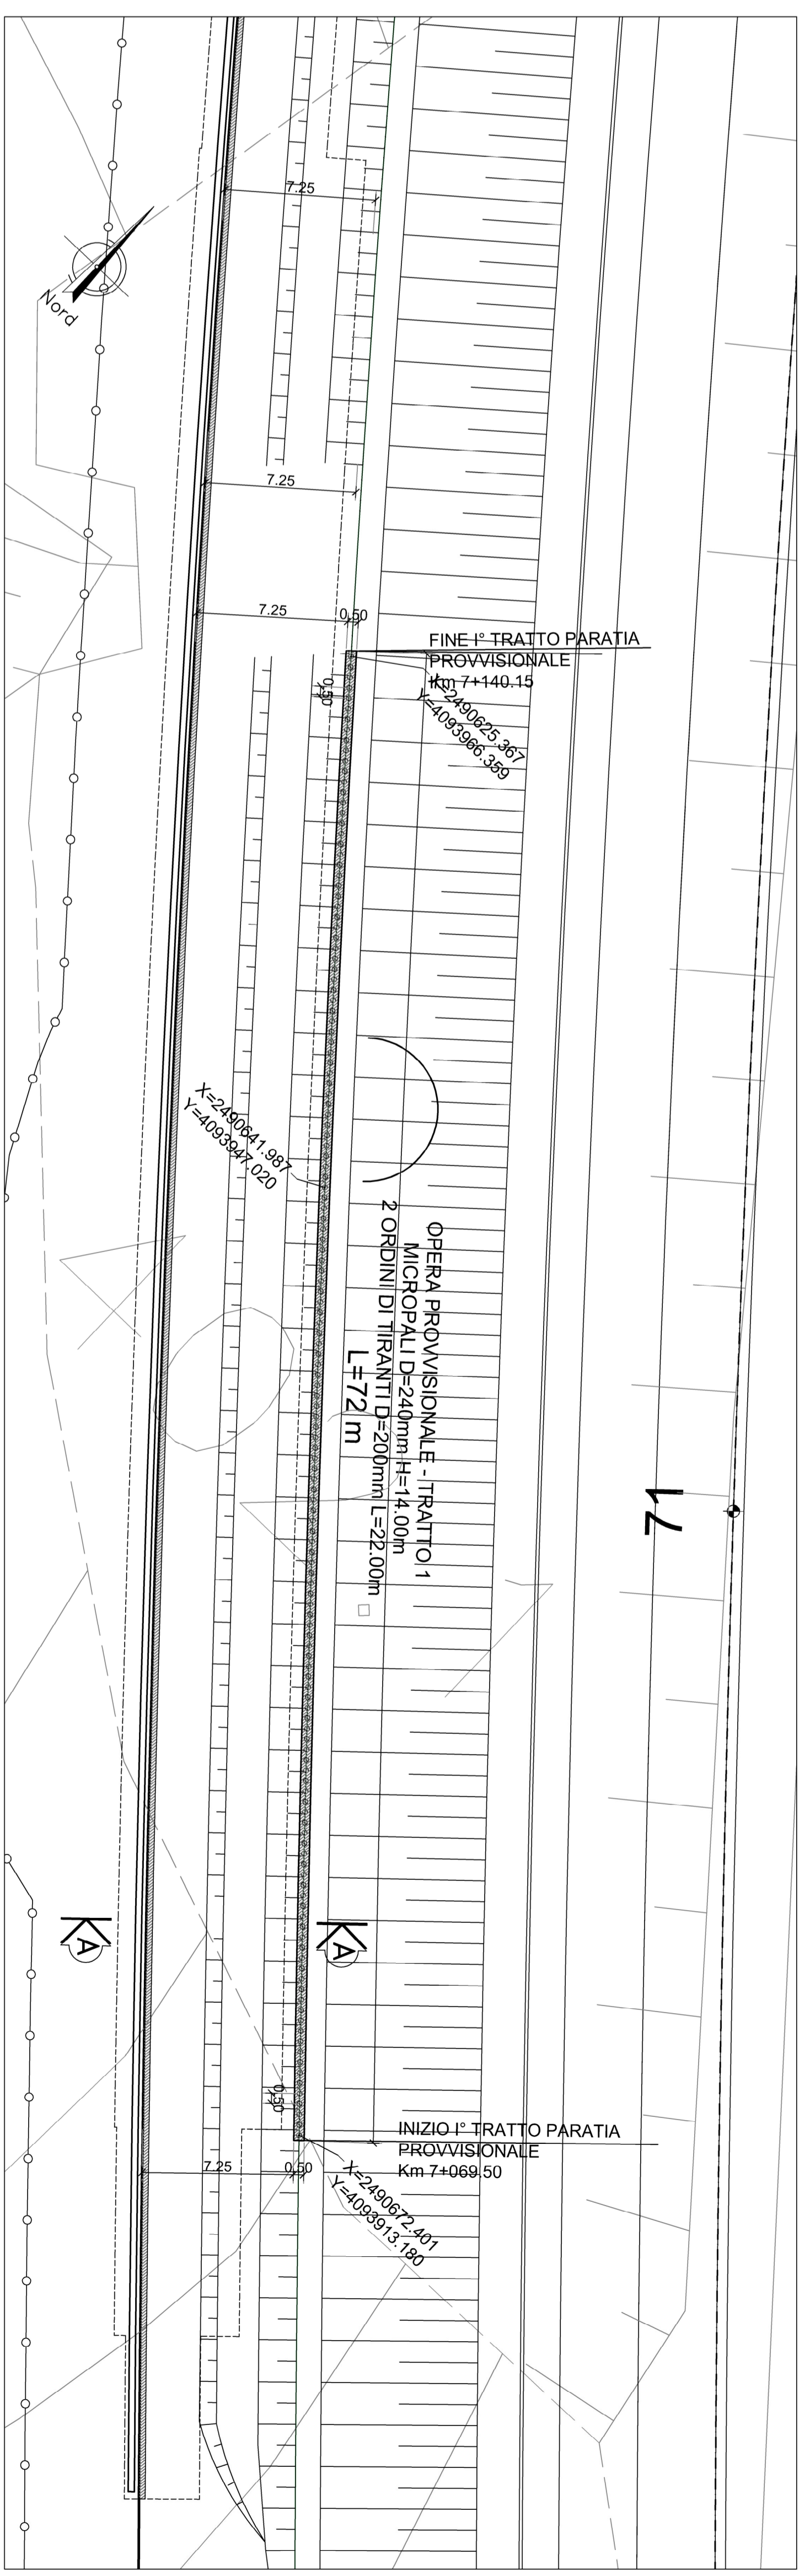 7.25
Nord
7.25
7.25
0.50
FINE I° TRATTO PARATIA
PROVVISIONALE
Km 7+140.15
X=2490625.367
Y=4093966.359
0.50
X=2490641.987
Y=4093947.020
OPERA PROVVISIONALE - TRATTO 1
MICROPALI D=240mm H=14.00m
2 ORDINI DI TIRANTI D=200mm L=22.00m
L=72 m
17
A
A
0.50
INIZIO I° TRATTO PARATIA
PROVVISIONALE
Km 7+069.50
7.25
0.50
X=2490672.401
Y=4093913.180